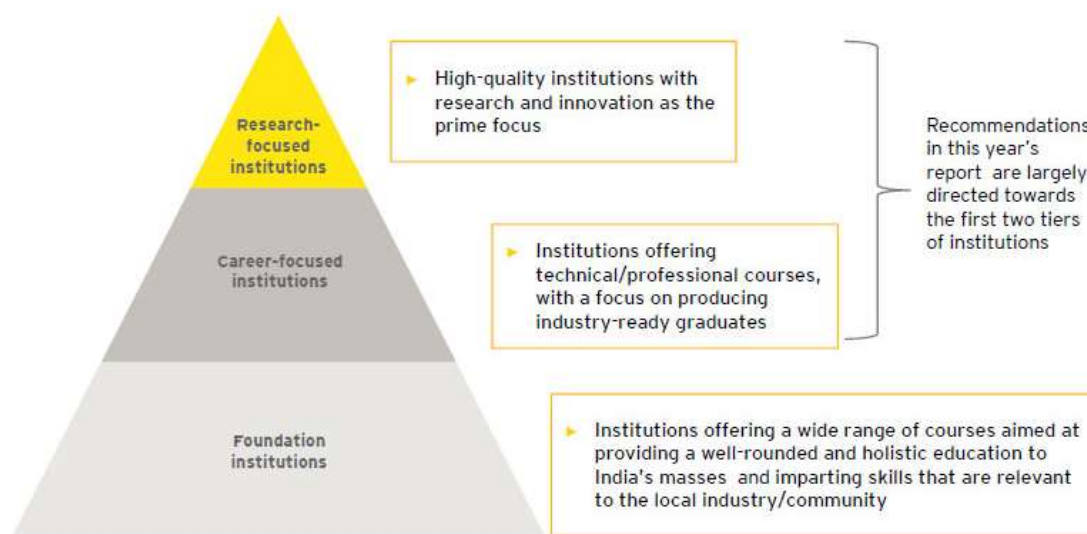 Research-
focused
institutions
► High-quality institutions with
research and innovation as the
prime focus
Recommendations
in this year's
report are largely
directed towards
the first two tiers
of institutions
Career-focused
institutions
► Institutions offering
technical/professional courses,
with a focus on producing
industry-ready graduates
Foundation
institutions
► Institutions offering a wide range of courses aimed at
providing a well-rounded and holistic education to
India's masses and imparting skills that are relevant
to the local industry/community